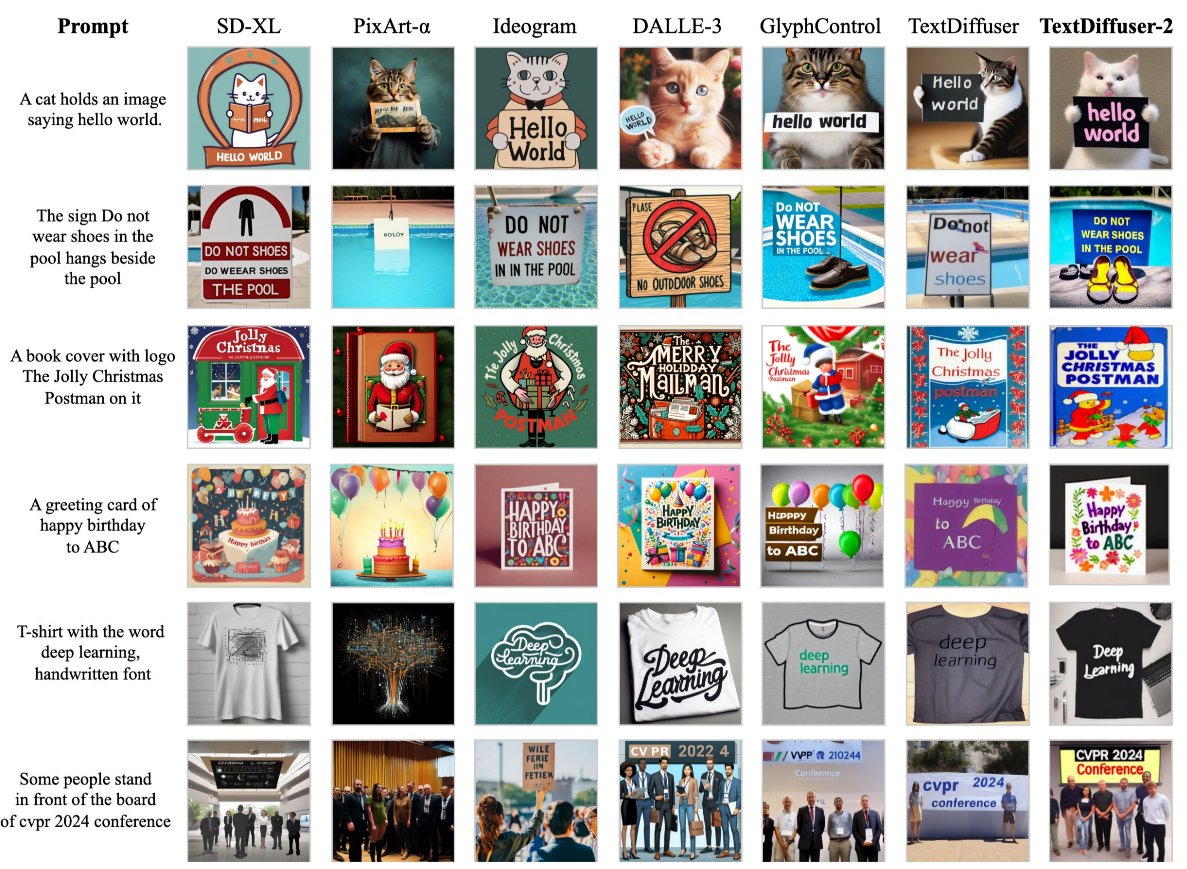 Prompt SD-XL PixArt-α Ideogram DALLE-3 GlyphControl TextDiffuser TextDiffuser-2
A cat holds an image
saying hello world.
HELLO WORLD
Hello
World
HELLO
WORLD
hello world
Hello
world
hello
world
The sign Do not
wear shoes in the
pool hangs beside
the pool
DO NOT SHOES
DO WEEAR SHOES
THE POOL
DO NOT
WEAR SHOES
IN IN THE POOL
PLASE
NO OUTDOOR SHOES
Do NOT
WEAR
SHOES
IN THE POOL
Do not
wear
shoes
DO NOT
WEAR SHOES
IN THE POOL
A book cover with logo
The Jolly Christmas
Postman on it
Jolly
Christmas
The Jolly Christmas
POSTMAN
The
MERRY
HOLIDDAY
MAILMAN
The
Jolly
Christmas
Postman
The Jolly
Christmas
postman
THE
JOLLY
CHRISTMAS
POSTMAN
A greeting card of
happy birthday
to ABC
HAPPY
BIRTHDAY
TO ABC
HAPPY
BIRTHDAY
Happy
Birrthday
to ABC
Happy Birthday
to
ABC
Happy
Birthday
to ABC
T-shirt with the word
deep learning,
handwritten font
Deep
Learning
Deep
Learning
deep
learning
deep
learning
Deep
Learning
Some people stand
in front of the board
of cvpr 2024 conference
WILE
FERIE
IIN
FETIEN
CV PR 2022 4
VVPP 210244
Conference
cvpr 2024
conference
CVPR 2024
Conference